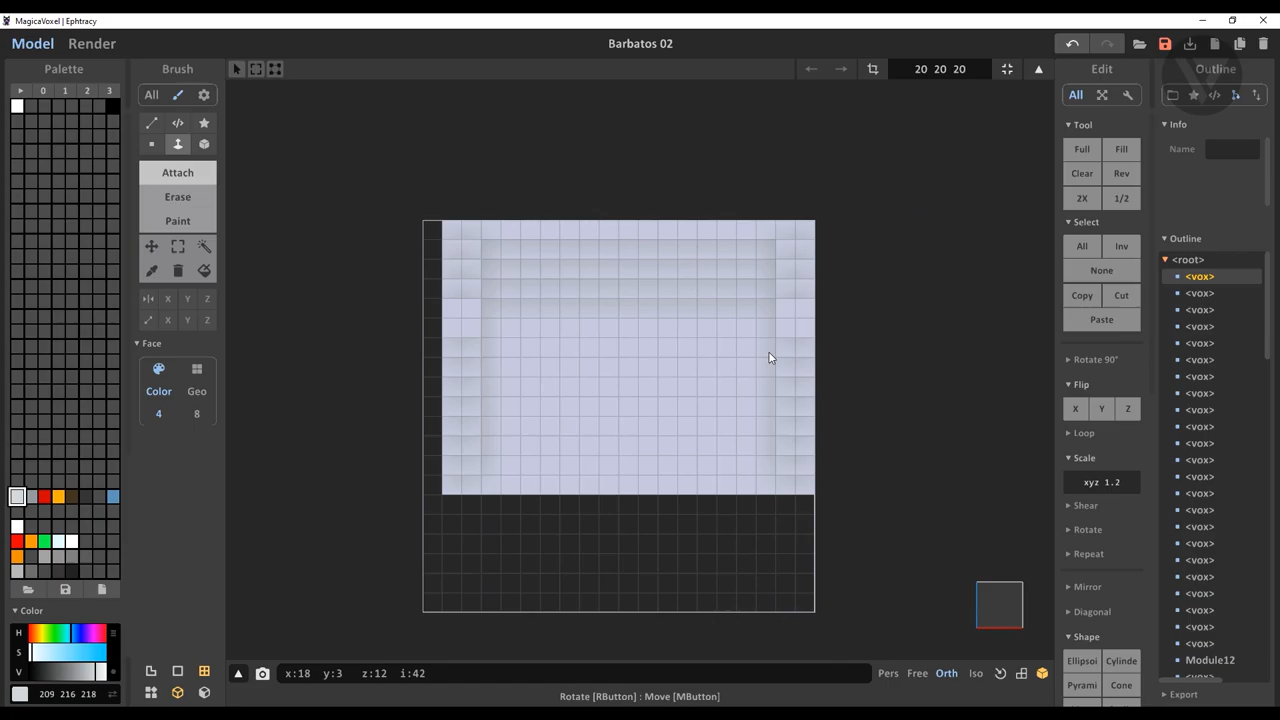 MagicaVoxel | Ephtracy
Model Render
Barbatos 02
Palette
Brush
20 20 20
Edit
Outline
0 1 2 3
All
All
Tool
Info
Full Fill
Name
Attach
Clear Rev
Erase
2X 1/2
Paint
Select
All Inv
Outline
None
<root>
<vox>
Copy Cut
<vox>
X Y Z
<vox>
Paste
X Y Z
<vox>
Face
<vox>
Rotate 90°
<vox>
Flip
<vox>
Color Geo
<vox>
4 8
X Y Z
<vox>
<vox>
Loop
<vox>
Scale
<vox>
xyz 1.2
<vox>
Shear
<vox>
<vox>
Rotate
<vox>
Repeat
<vox>
<vox>
Mirror
<vox>
Color
Diagonal
<vox>
<vox>
H
Shape
<vox>
S
Ellipsoi Cylinde
Module12
V
x:18 y:3 z:12 i:42
Pers Free Orth Iso
Pyrami Cone
209 216 218
Rotate [RButton] : Move [MButton]
Export